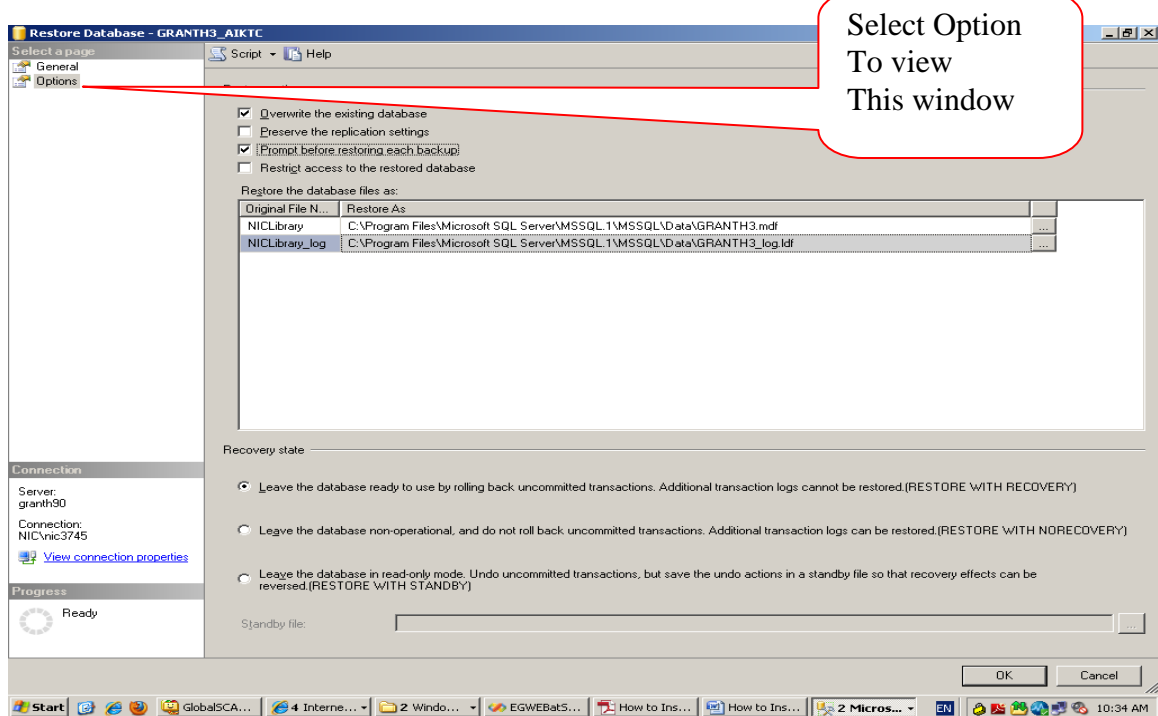 Restore Database - GRANTH3_AIKTC
Select Option
To view
This window
Select a page
General
Options
Script
Help
Overwrite the existing database
Preserve the replication settings
Prompt before restoring each backup
Restrict access to the restored database
Restore the database files as:
Original File N... Restore As
NICLibrary C:\Program Files\Microsoft SQL Server\MSSQL.1\MSSQL\Data\GRANTH3.mdf ...
NICLibrary_log C:\Program Files\Microsoft SQL Server\MSSQL.1\MSSQL\Data\GRANTH3_log.ldf ...
Recovery state
Leave the database ready to use by rolling back uncommitted transactions. Additional transaction logs cannot be restored.(RESTORE WITH RECOVERY)
Leave the database non-operational, and do not roll back uncommitted transactions. Additional transaction logs can be restored.(RESTORE WITH NORECOVERY)
Leave the database in read-only mode. Undo uncommitted transactions, but save the undo actions in a standby file so that recovery effects can be
reversed.(RESTORE WITH STANDBY)
Standby file: ...
Connection
Server:
granth90
Connection:
NIC\nic3745
View connection properties
Progress
Ready
OK Cancel
Start GlobalSCA... 4 Interne... 2 Windo... EGWEBatS... How to Ins... How to Ins... 2 Micros... EN 10:34 AM